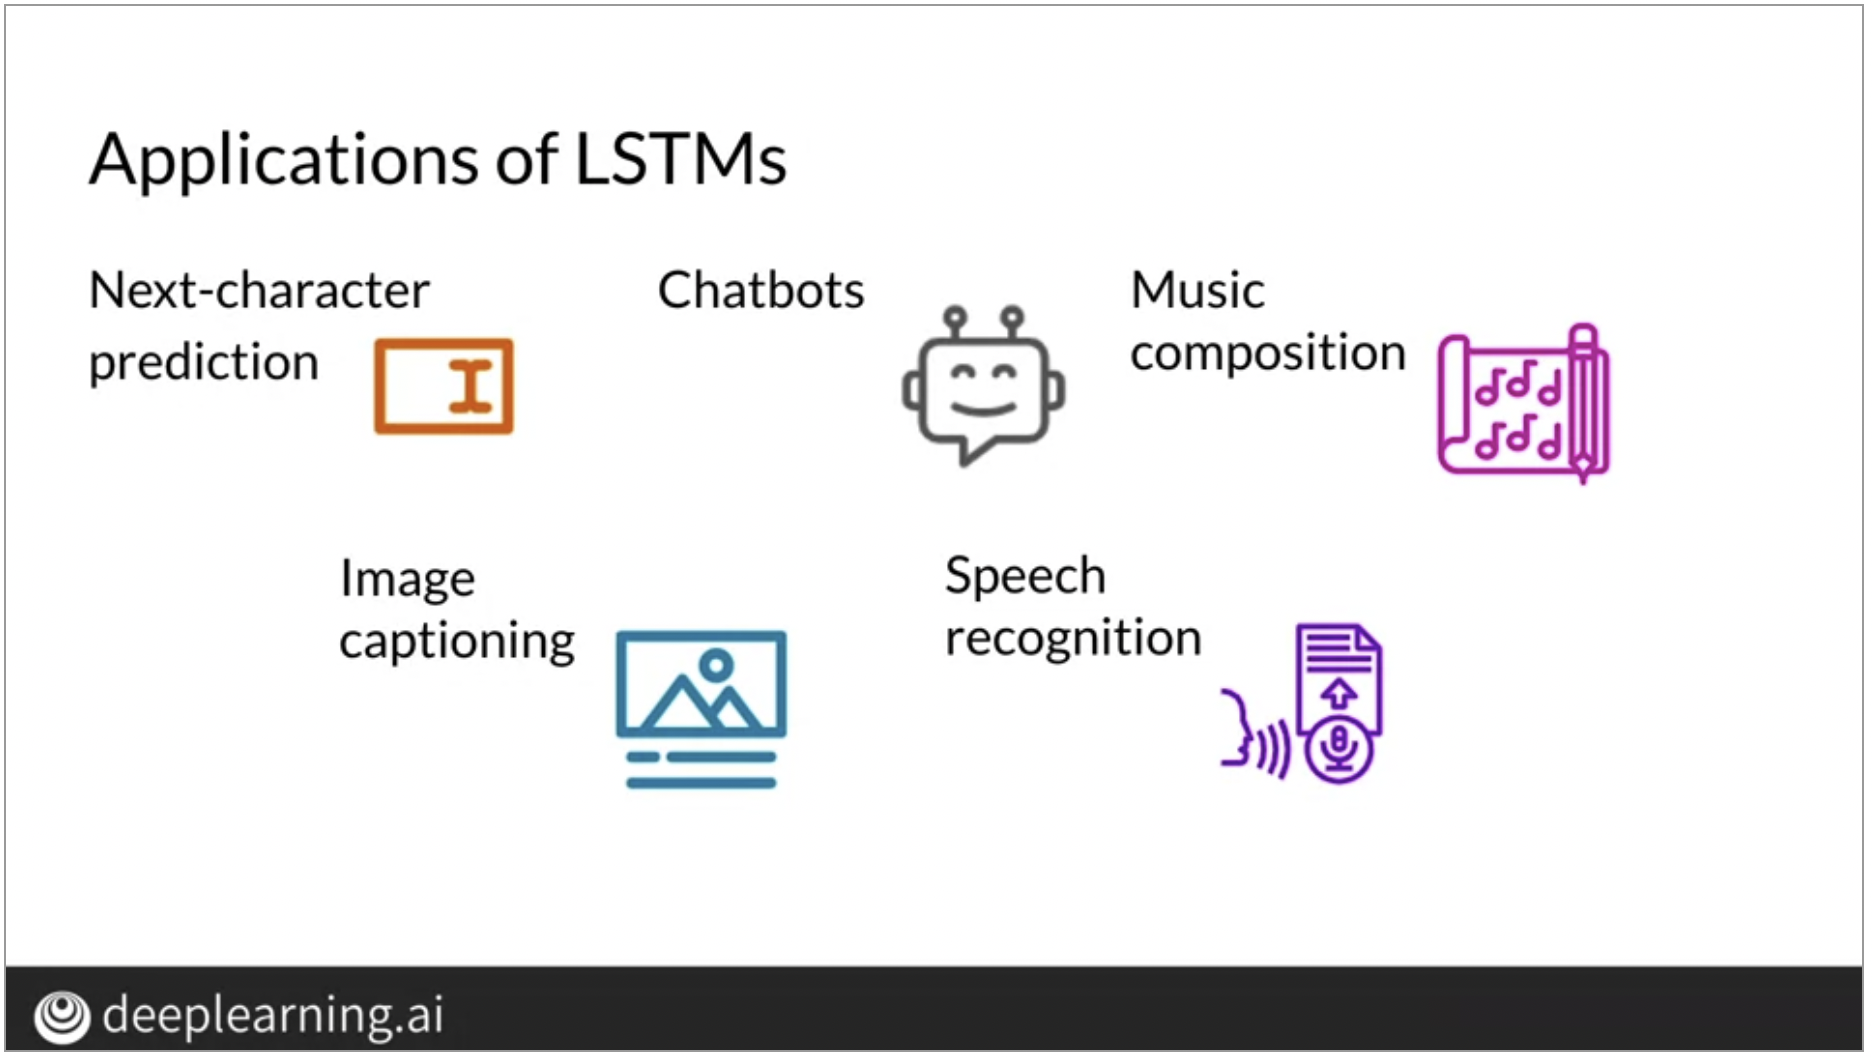 Applications of LSTMs
Next-character
prediction
Chatbots
Music
composition
Image
captioning
Speech
recognition
deeplearning.ai